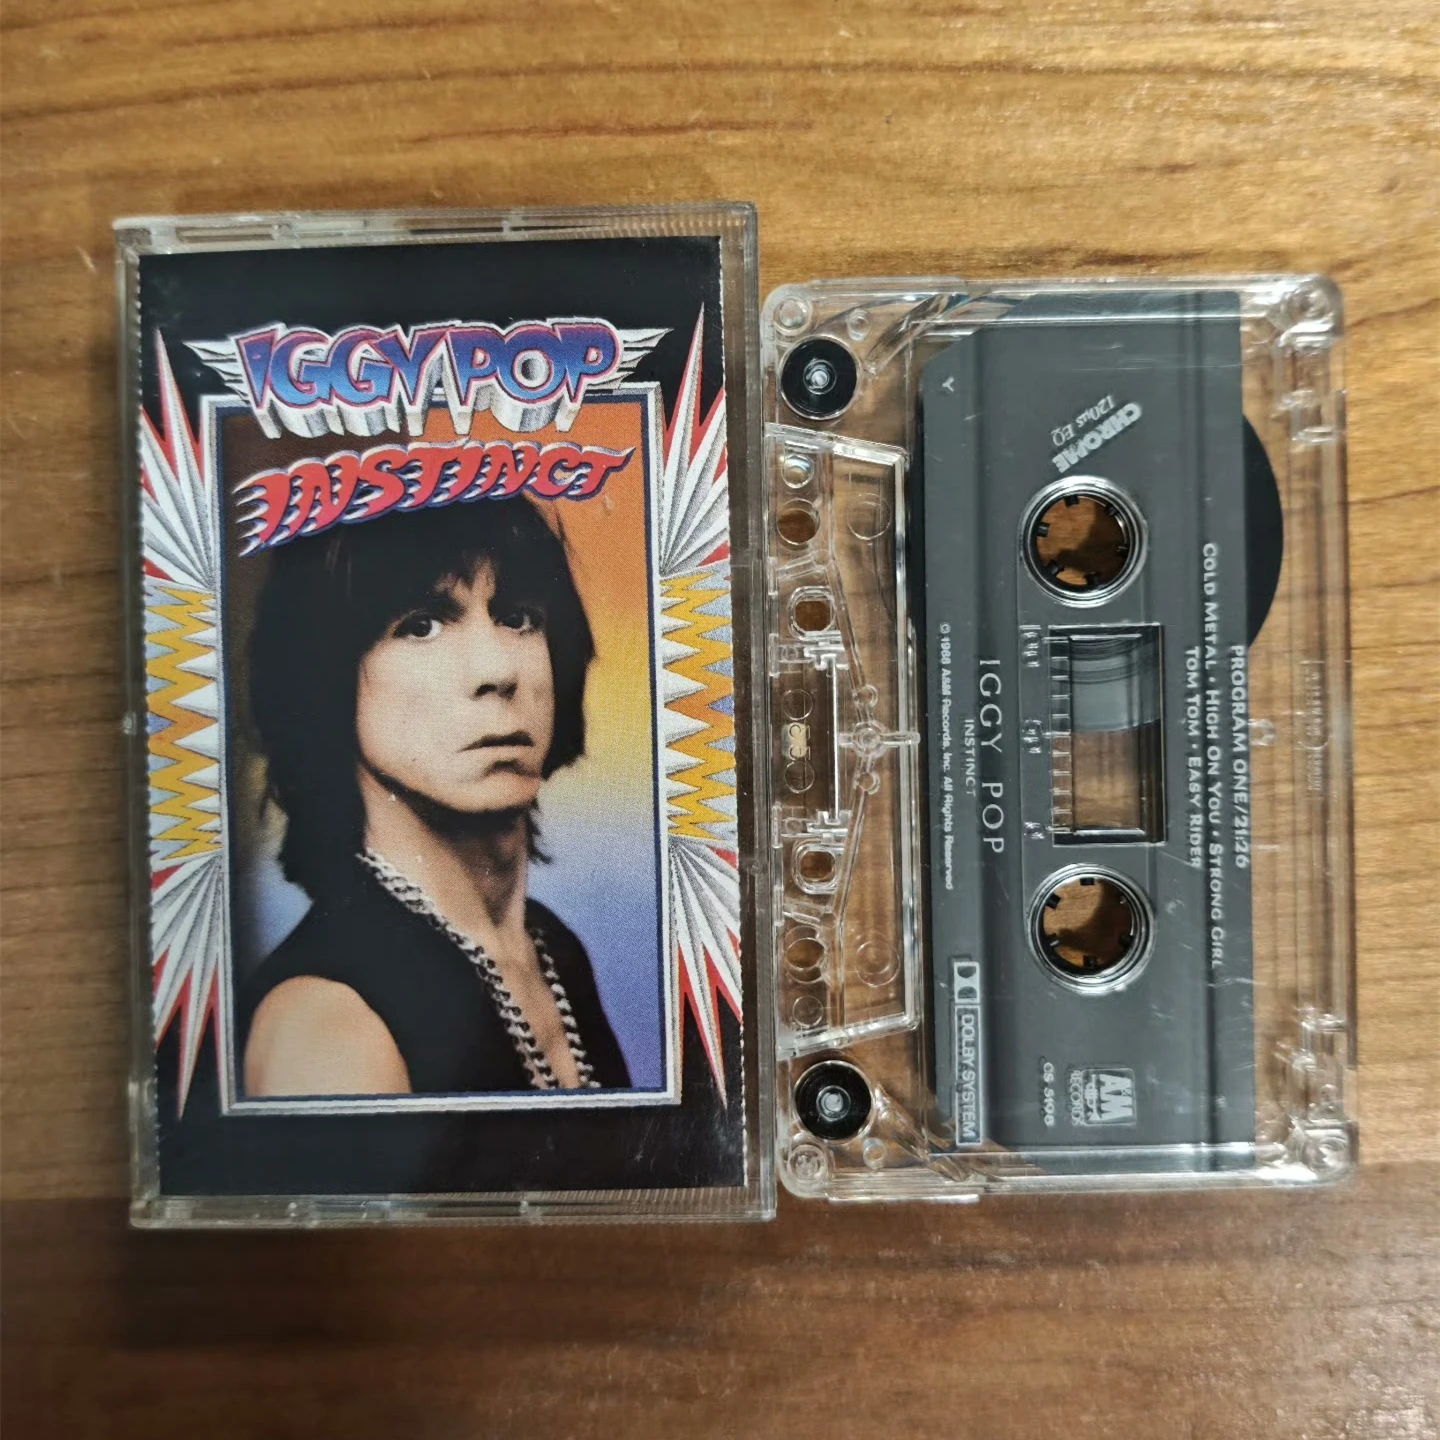 IGGY POP
INSTINCT
PROGRAM ONE/21:26
COLD METAL • HIGH ON YOU • STRONG GIRL
TOM TOM • EASY RIDER
CHROME
120µs EQ
IGGY POP
INSTINCT
© 1988 A&M Records, Inc. All Rights Reserved
DOLBY SYSTEM
A&M
RECORDS
CS 5198